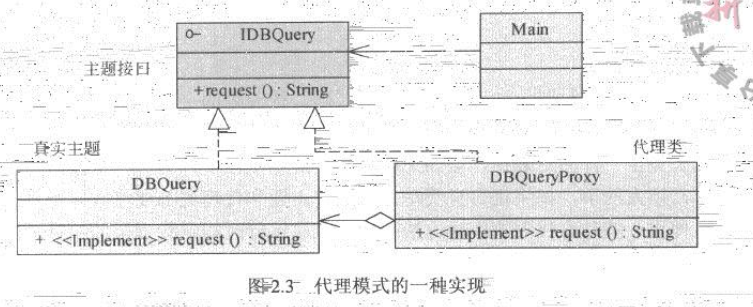 IDBQuery
Main
主题接口
+request () : String
真实主题
代理类
DBQuery
DBQueryProxy
+ <<Implement>> request () : String
+ <<Implement>> request () : String
图 2.3 代理模式的一种实现